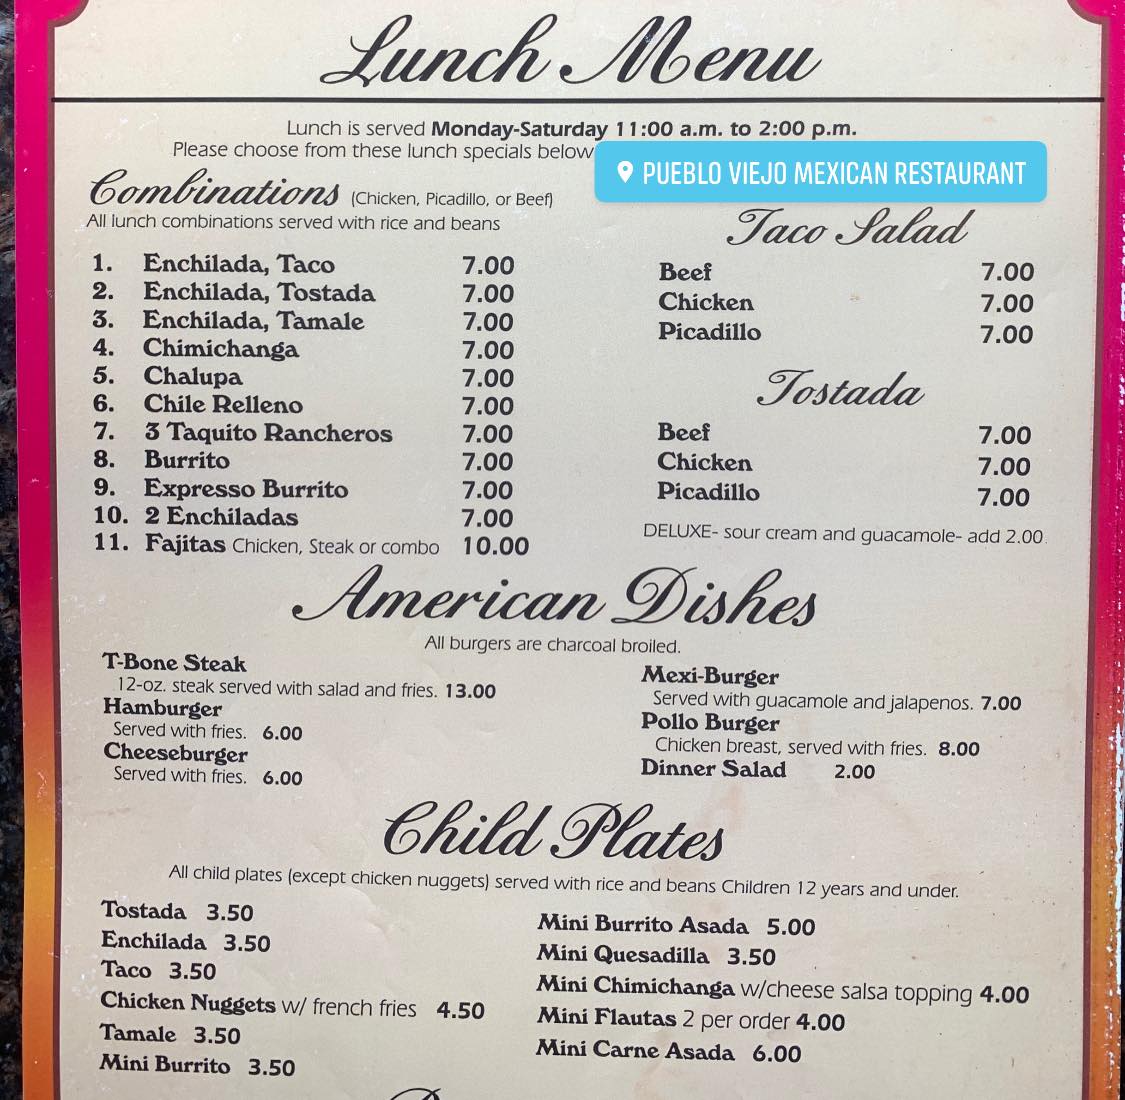 Lunch Menu
Lunch is served Monday-Saturday 11:00 a.m. to 2:00 p.m.
Please choose from these lunch specials below
PUEBLO VIEJO MEXICAN RESTAURANT
Combinations (Chicken, Picadillo, or Beef)
All lunch combinations served with rice and beans
1. Enchilada, Taco 7.00
2. Enchilada, Tostada 7.00
3. Enchilada, Tamale 7.00
4. Chimichanga 7.00
5. Chalupa 7.00
6. Chile Relleno 7.00
7. 3 Taquito Rancheros 7.00
8. Burrito 7.00
9. Expresso Burrito 7.00
10. 2 Enchiladas 7.00
11. Fajitas Chicken, Steak or combo 10.00
Taco Salad
Beef 7.00
Chicken 7.00
Picadillo 7.00
Tostada
Beef 7.00
Chicken 7.00
Picadillo 7.00
DELUXE- sour cream and guacamole- add 2.00
American Dishes
All burgers are charcoal broiled.
T-Bone Steak
12-oz. steak served with salad and fries. 13.00
Hamburger
Served with fries. 6.00
Cheeseburger
Served with fries. 6.00
Mexi-Burger
Served with guacamole and jalapenos. 7.00
Pollo Burger
Chicken breast, served with fries. 8.00
Dinner Salad 2.00
Child Plates
All child plates (except chicken nuggets) served with rice and beans Children 12 years and under.
Tostada 3.50
Enchilada 3.50
Taco 3.50
Chicken Nuggets w/ french fries 4.50
Tamale 3.50
Mini Burrito 3.50
Mini Burrito Asada 5.00
Mini Quesadilla 3.50
Mini Chimichanga w/cheese salsa topping 4.00
Mini Flautas 2 per order 4.00
Mini Carne Asada 6.00